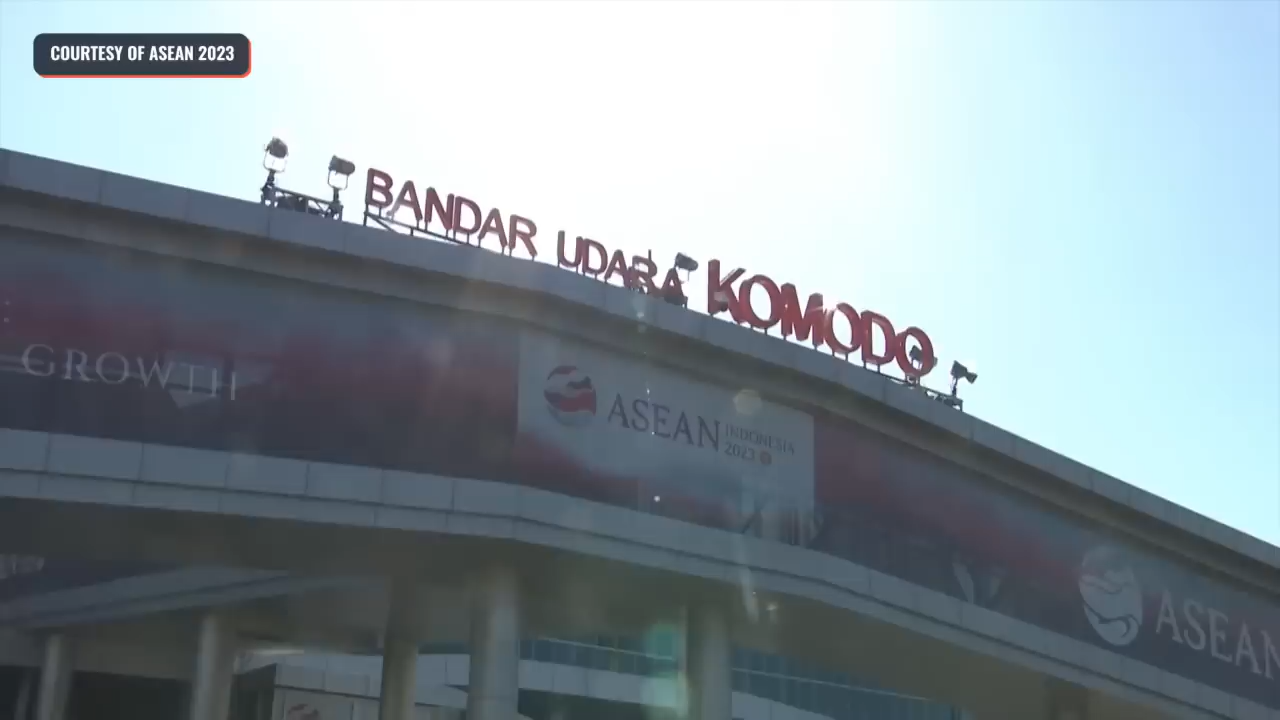 COURTESY OF ASEAN 2023
BANDAR UDARA KOMODO
GROWTH
ASEAN INDONESIA
2023
ASEAN